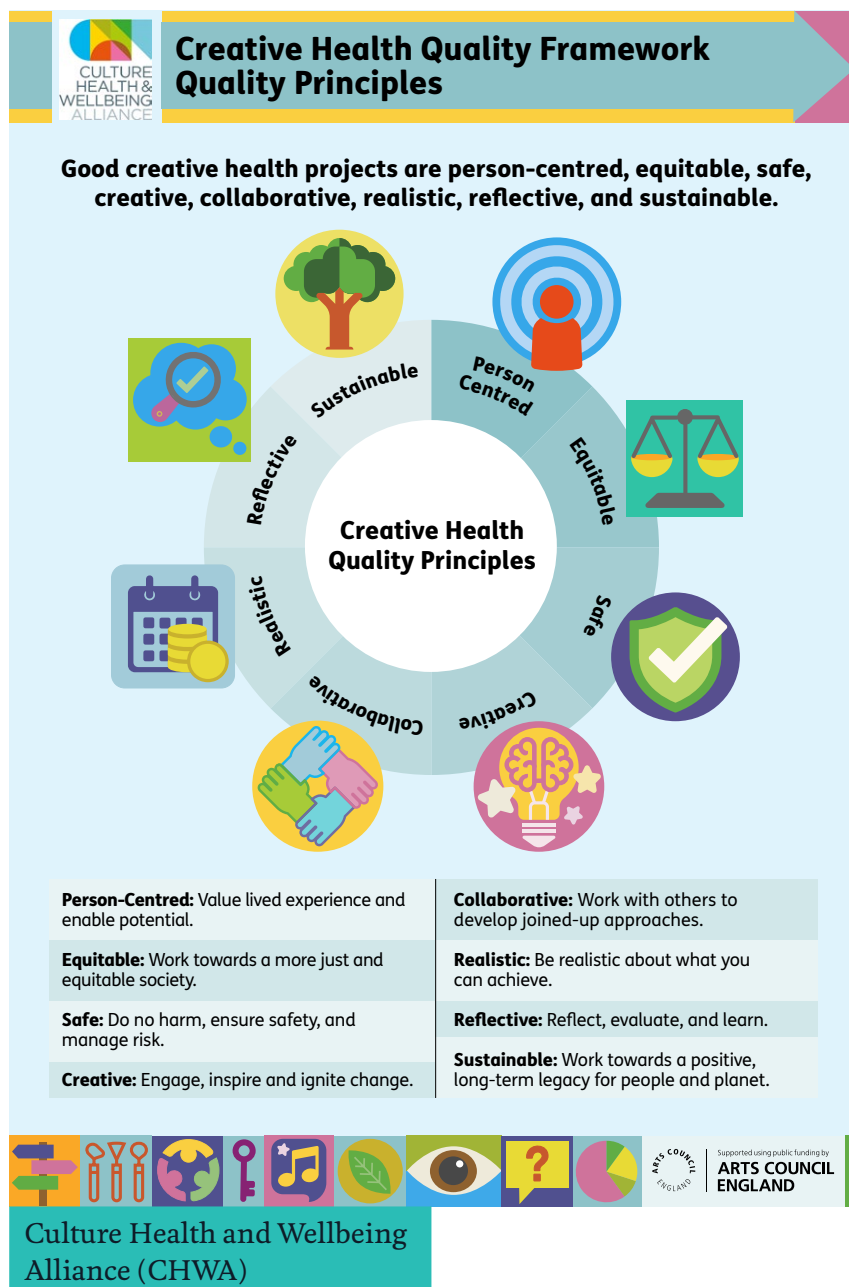 CULTURE
HEALTH &
WELLBEING
ALLIANCE
Creative Health Quality Framework
Quality Principles
Good creative health projects are person-centred, equitable, safe,
creative, collaborative, realistic, reflective, and sustainable.
Person
Centred
Equitable
Safe
Creative
Collaborative
Realistic
Reflective
Sustainable
Creative Health
Quality Principles
Person-Centred: Value lived experience and
enable potential.
Equitable: Work towards a more just and
equitable society.
Safe: Do no harm, ensure safety, and
manage risk.
Creative: Engage, inspire and ignite change.
Collaborative: Work with others to
develop joined-up approaches.
Realistic: Be realistic about what you
can achieve.
Reflective: Reflect, evaluate, and learn.
Sustainable: Work towards a positive,
long-term legacy for people and planet.
?
ARTS COUNCIL
ENGLAND
Supported using public funding by
ARTS COUNCIL
ENGLAND
Culture Health and Wellbeing
Alliance (CHWA)